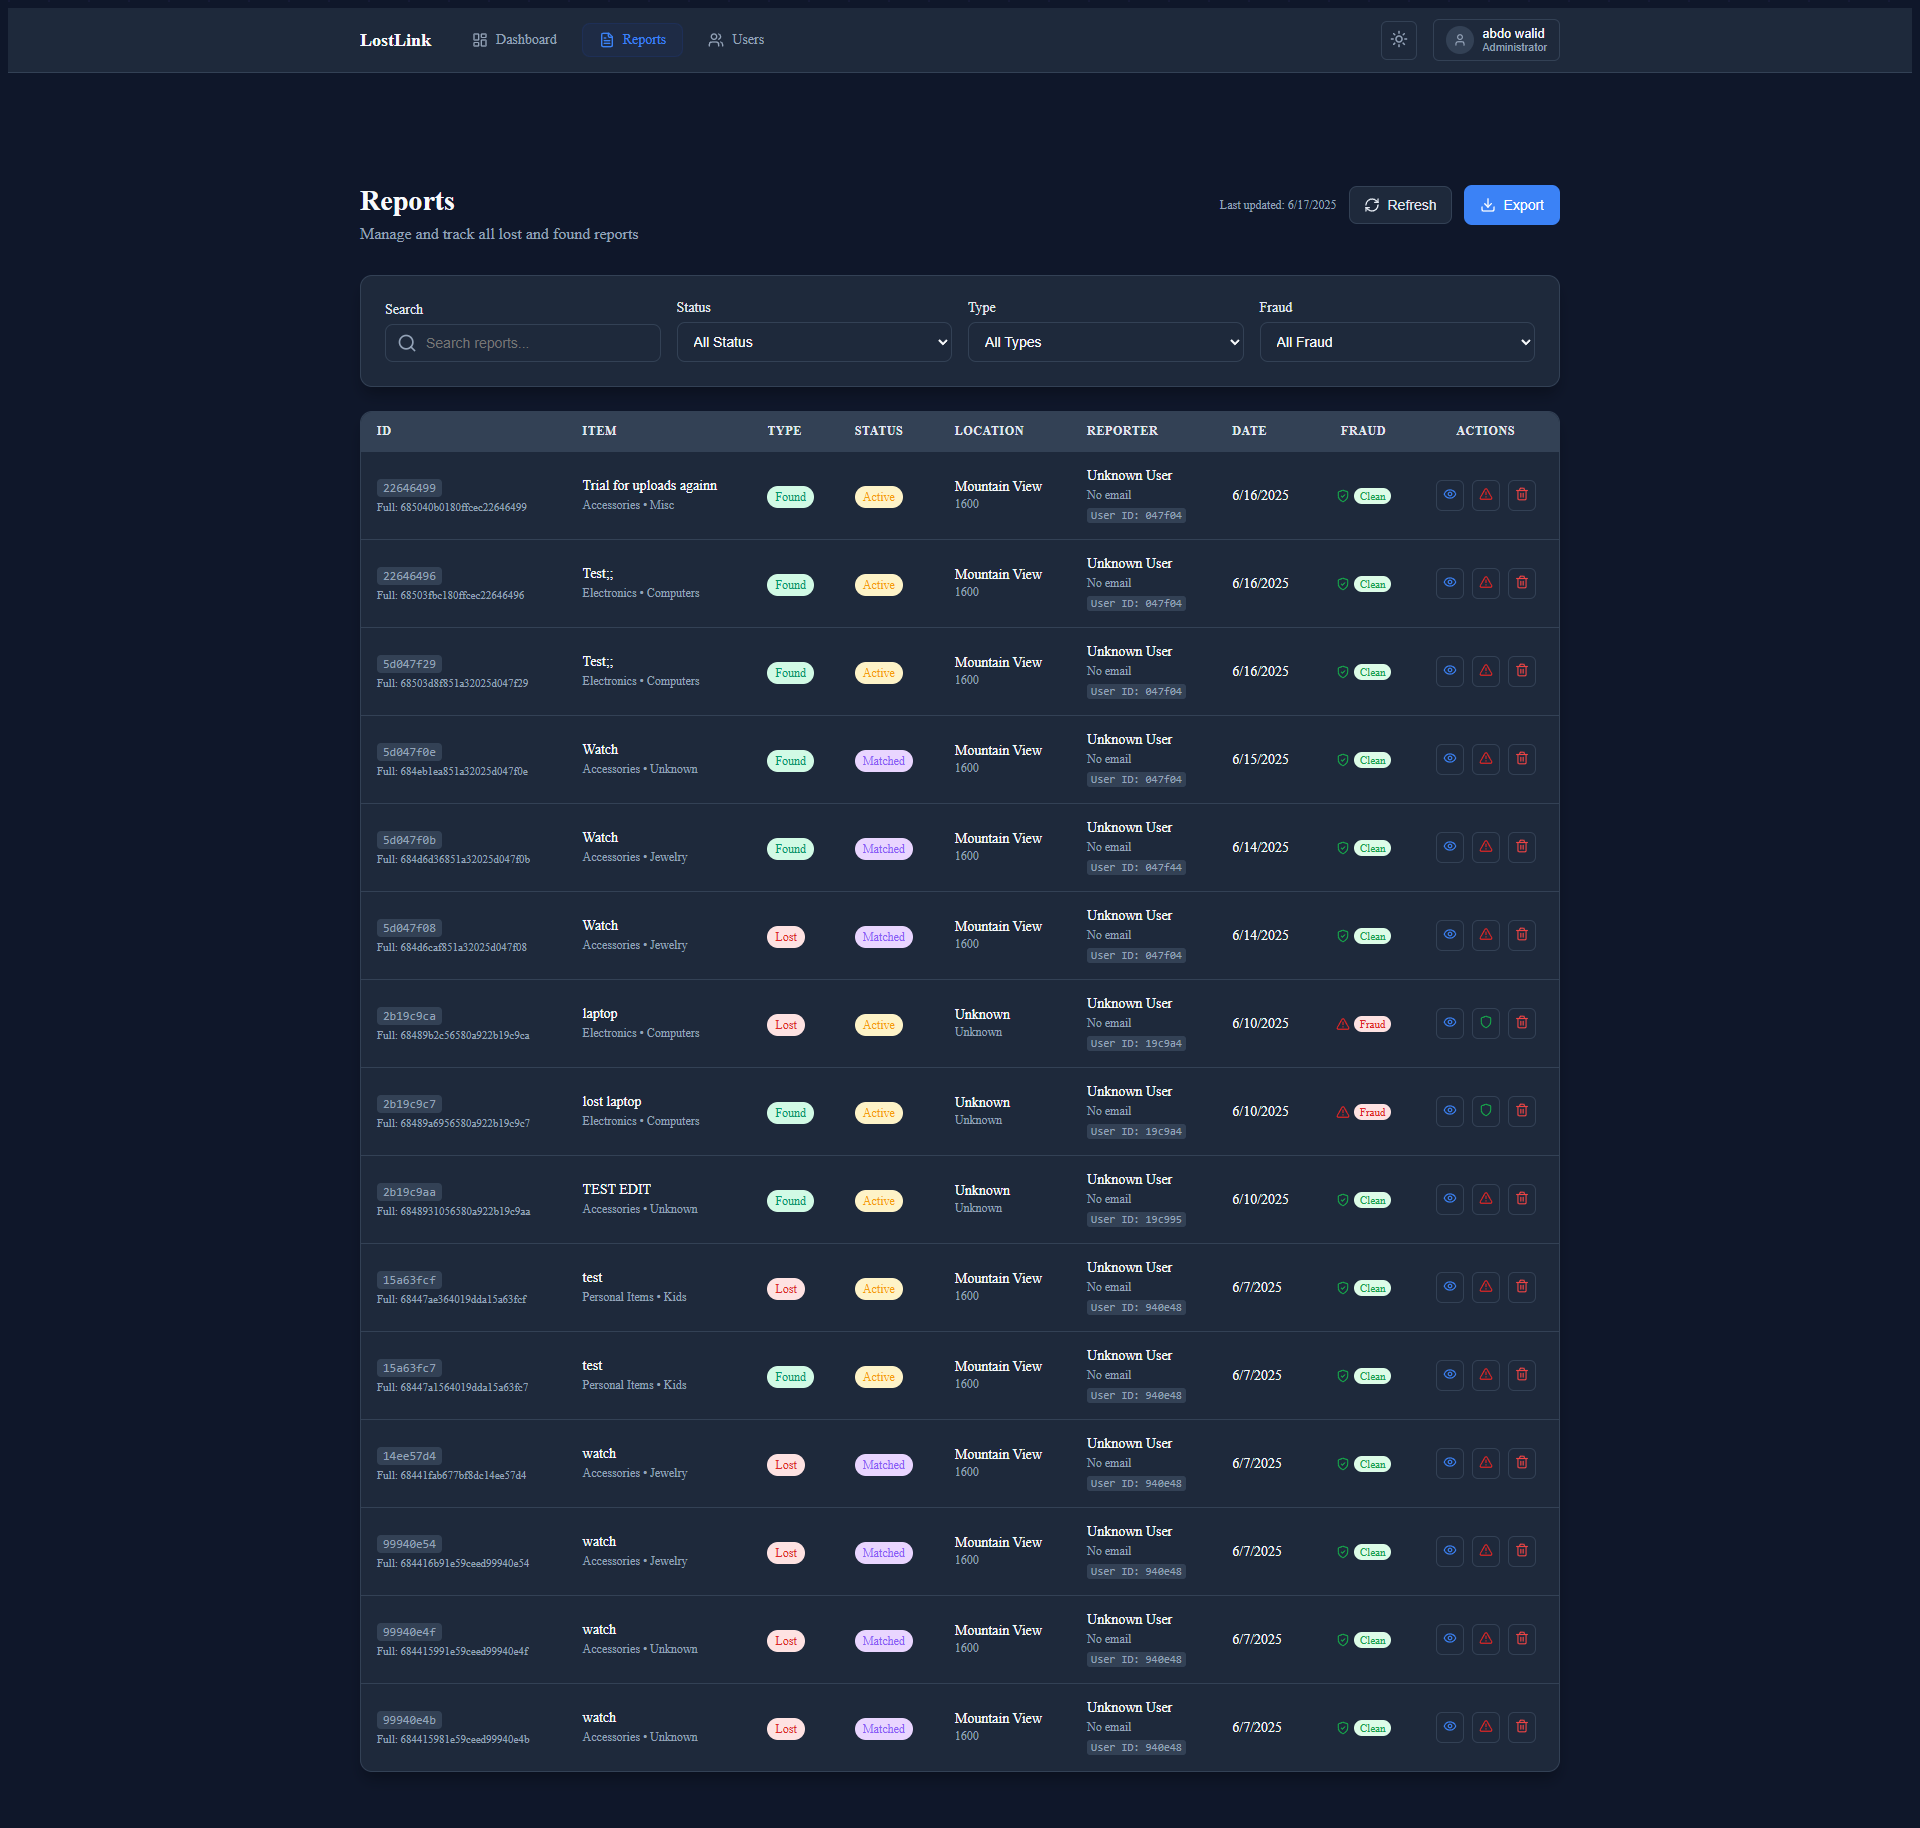 LostLink
Dashboard
Reports
Users
abdo walid
Administrator
Reports
Manage and track all lost and found reports
Last updated: 6/17/2025
Refresh
Export
Search
Status
Type
Fraud
Search reports...
All Status
All Types
All Fraud
ID ITEM TYPE STATUS LOCATION REPORTER DATE FRAUD ACTIONS
22646499
Full: 685040b0180ffcec22646499
Trial for uploads againn
Accessories • Misc
Found
Active
Mountain View
1600
Unknown User
No email
User ID: 047f04
6/16/2025
Clean
22646496
Full: 68503fbc180ffcec22646496
Test;;
Electronics • Computers
Found
Active
Mountain View
1600
Unknown User
No email
User ID: 047f04
6/16/2025
Clean
5d047f29
Full: 68503d8f851a32025d047f29
Test;;
Electronics • Computers
Found
Active
Mountain View
1600
Unknown User
No email
User ID: 047f04
6/16/2025
Clean
5d047f0e
Full: 684eb1ea851a32025d047f0e
Watch
Accessories • Unknown
Found
Matched
Mountain View
1600
Unknown User
No email
User ID: 047f04
6/15/2025
Clean
5d047f0b
Full: 684d6d36851a32025d047f0b
Watch
Accessories • Jewelry
Found
Matched
Mountain View
1600
Unknown User
No email
User ID: 047f44
6/14/2025
Clean
5d047f08
Full: 684d6caf851a32025d047f08
Watch
Accessories • Jewelry
Lost
Matched
Mountain View
1600
Unknown User
No email
User ID: 047f04
6/14/2025
Clean
2b19c9ca
Full: 68489b2c56580a922b19c9ca
laptop
Electronics • Computers
Lost
Active
Unknown
Unknown
Unknown User
No email
User ID: 19c9a4
6/10/2025
Fraud
2b19c9c7
Full: 68489a6956580a922b19c9c7
lost laptop
Electronics • Computers
Found
Active
Unknown
Unknown
Unknown User
No email
User ID: 19c9a4
6/10/2025
Fraud
2b19c9aa
Full: 6848931056580a922b19c9aa
TEST EDIT
Accessories • Unknown
Found
Active
Unknown
Unknown
Unknown User
No email
User ID: 19c995
6/10/2025
Clean
15a63fcf
Full: 68447ae364019dda15a63fcf
test
Personal Items • Kids
Lost
Active
Mountain View
1600
Unknown User
No email
User ID: 940e48
6/7/2025
Clean
15a63fc7
Full: 68447a1564019dda15a63fc7
test
Personal Items • Kids
Found
Active
Mountain View
1600
Unknown User
No email
User ID: 940e48
6/7/2025
Clean
14ee57d4
Full: 68441fab677bf8dc14ee57d4
watch
Accessories • Jewelry
Lost
Matched
Mountain View
1600
Unknown User
No email
User ID: 940e48
6/7/2025
Clean
99940e54
Full: 684416b91e59ceed99940e54
watch
Accessories • Jewelry
Lost
Matched
Mountain View
1600
Unknown User
No email
User ID: 940e48
6/7/2025
Clean
99940e4f
Full: 684415991e59ceed99940e4f
watch
Accessories • Unknown
Lost
Matched
Mountain View
1600
Unknown User
No email
User ID: 940e48
6/7/2025
Clean
99940e4b
Full: 684415981e59ceed99940e4b
watch
Accessories • Unknown
Lost
Matched
Mountain View
1600
Unknown User
No email
User ID: 940e48
6/7/2025
Clean